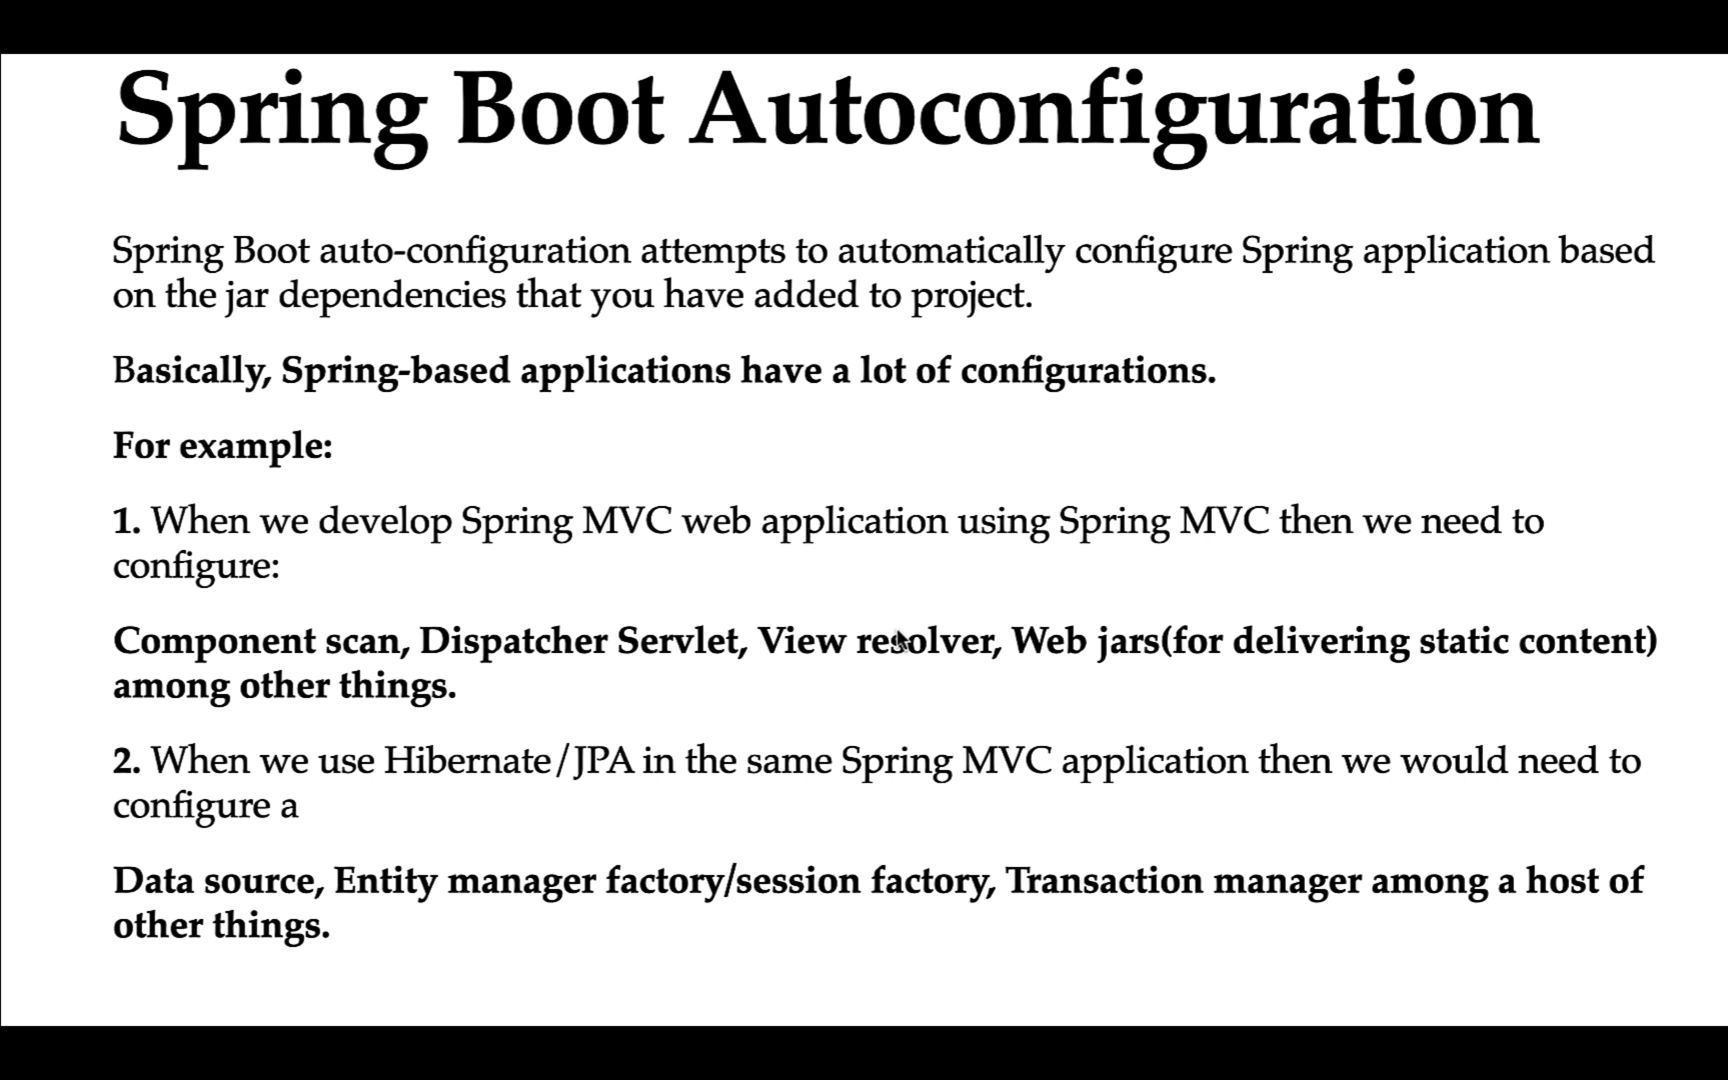 Spring Boot Autoconfiguration
Spring Boot auto-configuration attempts to automatically configure Spring application based
on the jar dependencies that you have added to project.
Basically, Spring-based applications have a lot of configurations.
For example:
1. When we develop Spring MVC web application using Spring MVC then we need to
configure:
Component scan, Dispatcher Servlet, View resolver, Web jars(for delivering static content)
among other things.
2. When we use Hibernate/JPA in the same Spring MVC application then we would need to
configure a
Data source, Entity manager factory/session factory, Transaction manager among a host of
other things.